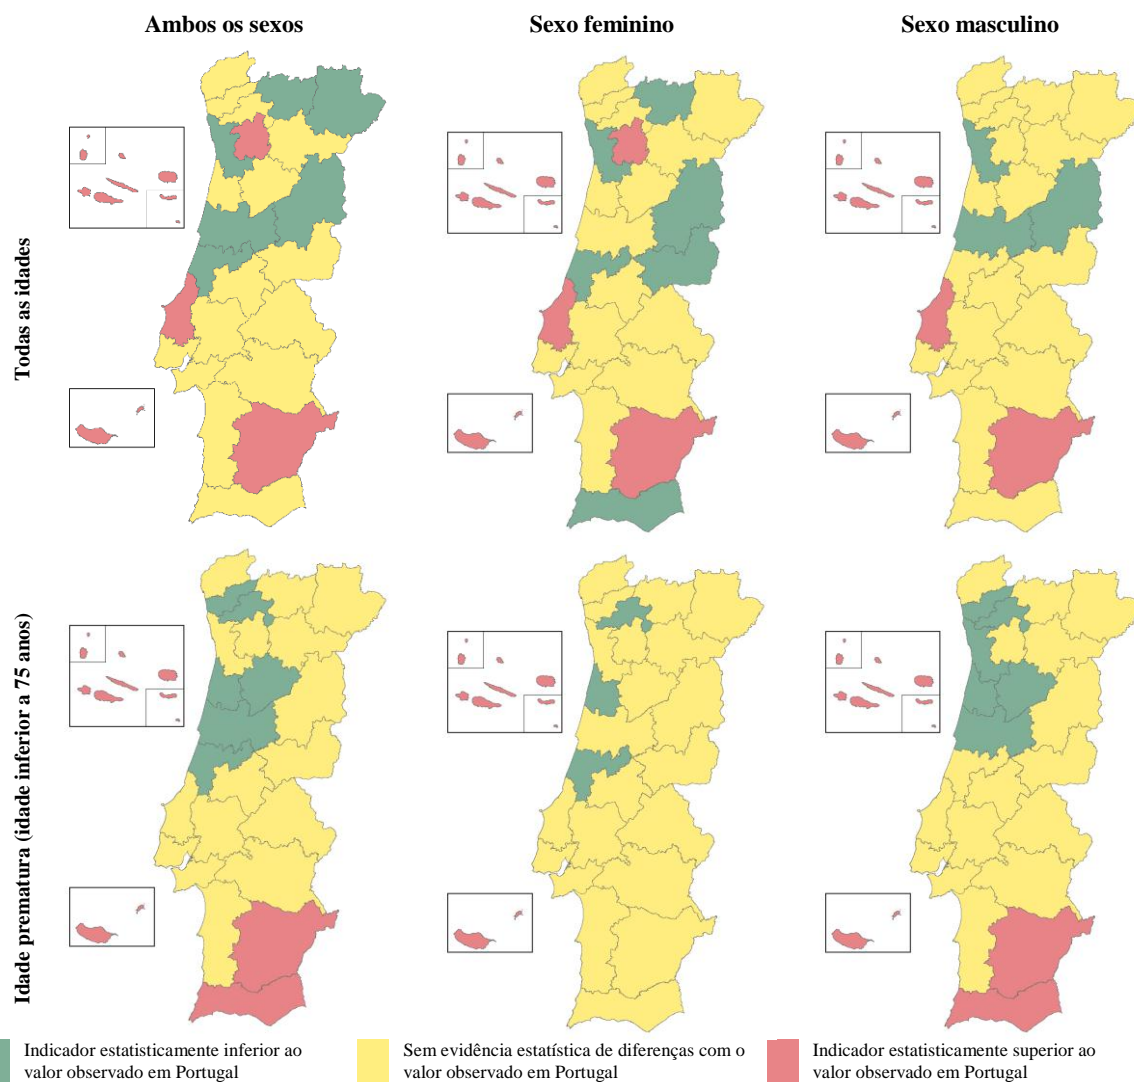 Ambos os sexos
Sexo feminino
Sexo masculino
Todas as idades
Idade prematura (idade inferior a 75 anos)
Indicador estatisticamente inferior ao
valor observado em Portugal
Sem evidência estatística de diferenças com o
valor observado em Portugal
Indicador estatisticamente superior ao
valor observado em Portugal